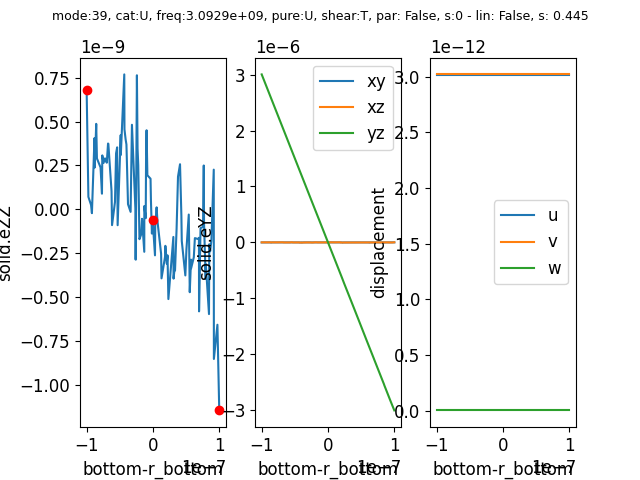 mode:39, cat:U, freq:3.0929e+09, pure:U, shear:T, par: False, s:0 - lin: False, s: 0.445
1e−9
0.75
0.50
0.25
0.00
−0.25
−0.50
−0.75
−1.00
solid.eZZ
−1
0
1
1e−7
bottom-r_bottom
1e−6
3
2
1
0
−1
−2
−3
solid.eYZ
xy
xz
yz
−1
0
1
1e−7
bottom-r_bottom
1e−12
3.0
2.5
2.0
1.5
1.0
0.5
0.0
displacement
u
v
w
−1
0
1
1e−7
bottom-r_bottom